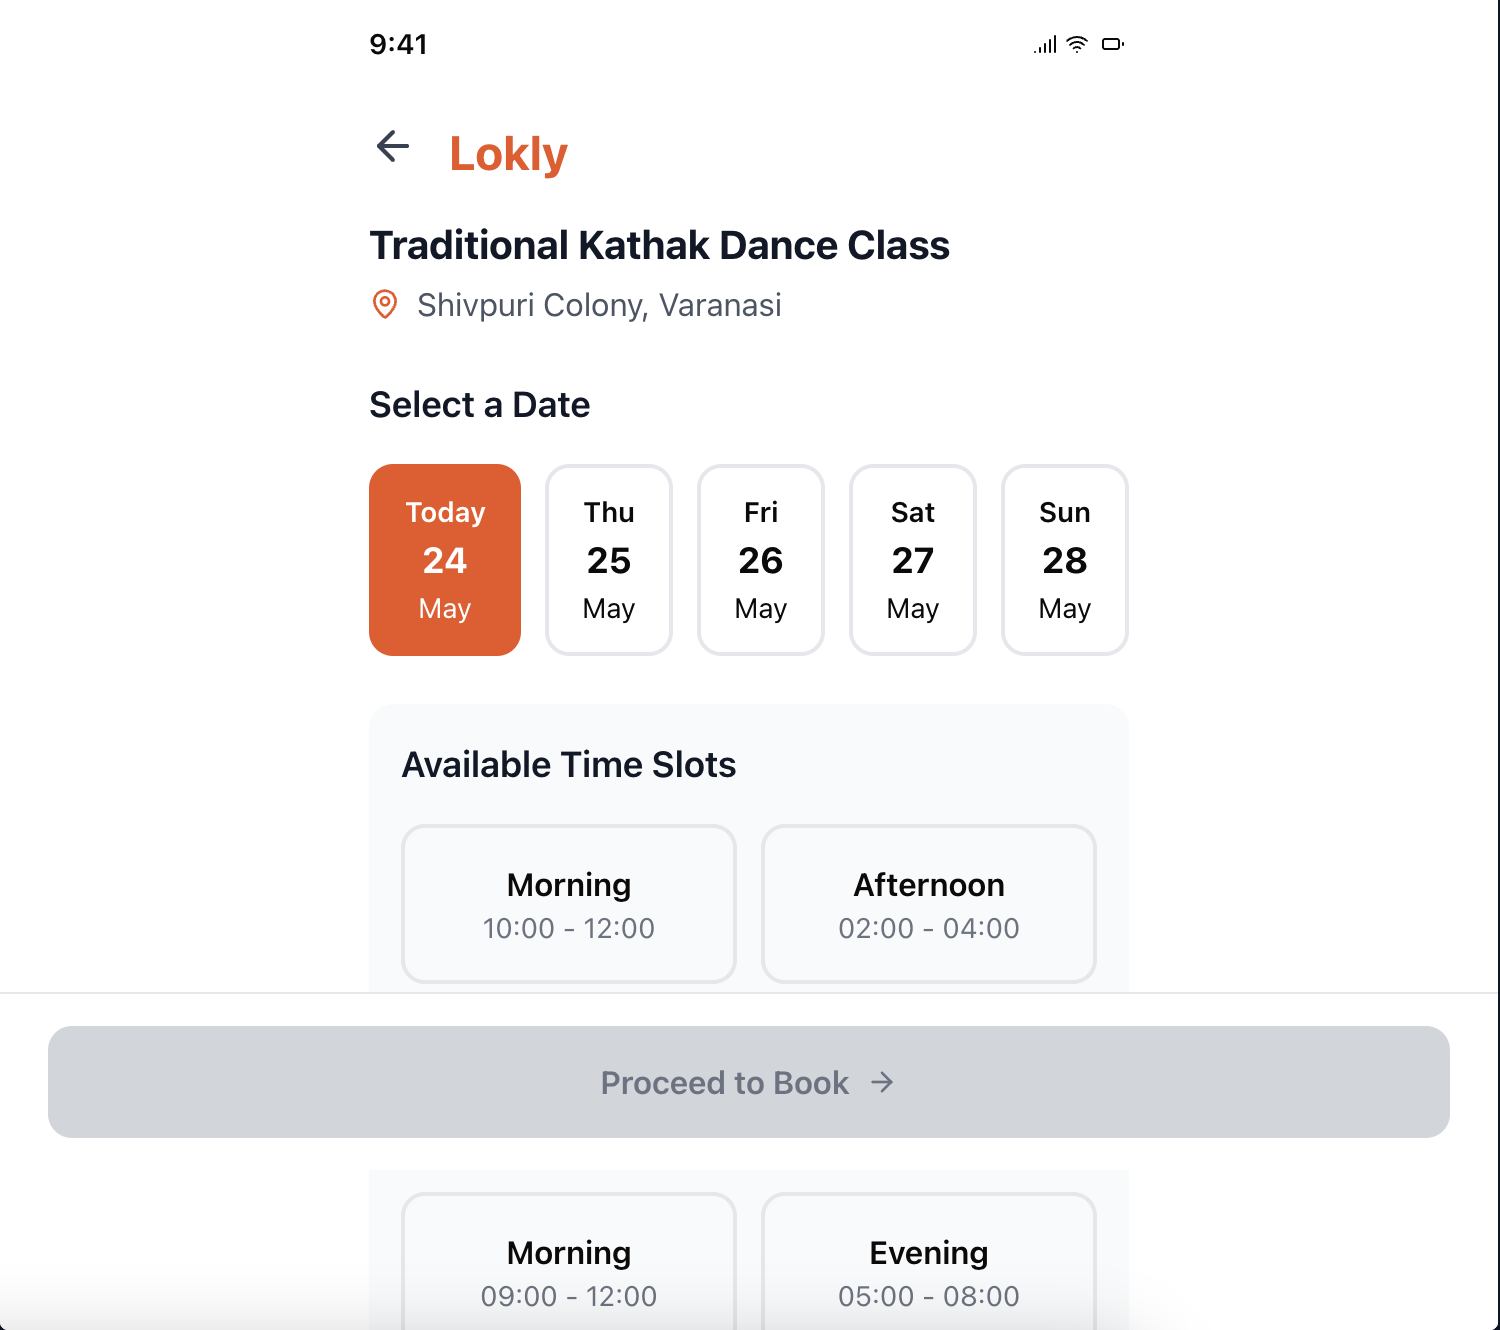 9:41
Lokly
Traditional Kathak Dance Class
Shivpuri Colony, Varanasi
Select a Date
Today Thu Fri Sat Sun
24 25 26 27 28
May May May May May
Available Time Slots
Morning Afternoon
10:00 - 12:00 02:00 - 04:00
Proceed to Book →
Morning Evening
09:00 - 12:00 05:00 - 08:00